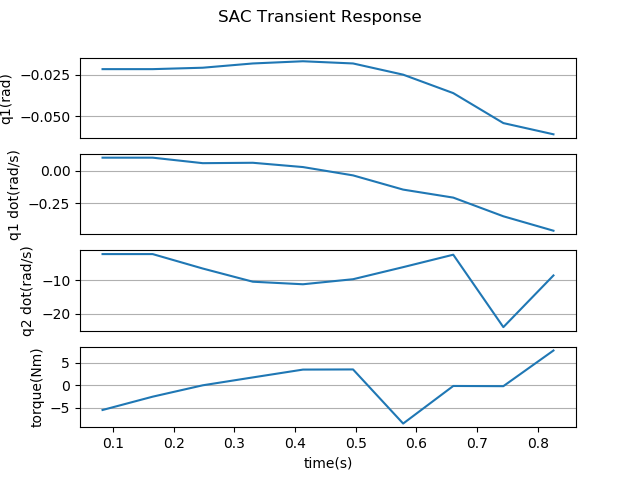 SAC Transient Response
q1(rad)
−0.025
−0.050
q1 dot(rad/s)
0.00
−0.25
q2 dot(rad/s)
−10
−20
torque(Nm)
5
0
−5
0.1 0.2 0.3 0.4 0.5 0.6 0.7 0.8
time(s)